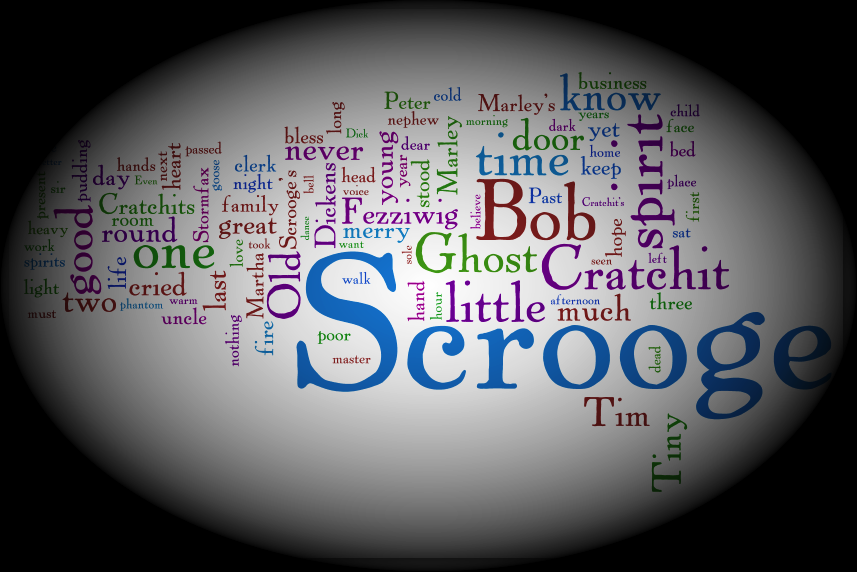 business
know
Peter
cold
Marley's
years
child
long
nephew
morning
dark
face
bless
Dick
door
yet
never
young
dear
Marley
time
home
bed
passed
hands
next
heart
clerk
year
stood
keep
spirit
pudding
day
Even
goose
night
head
voice
place
present
sir
Stormfax
Scrooge's
bell
Dickens
Past
Cratchit's
first
Cratchits
family
Fezziwig
believe
Bob
good
room
great
dance
merry
hope
sat
heavy
round
want
work
one
love
took
sole
Ghost
seen
left
spirits
life
Martha
Old
Cratchit
light
cried
last
walk
hand
hour
little
afternoon
much
three
two
phantom
warm
must
uncle
nothing
fire
poor
master
Scrooge
dead
Tim
Tiny